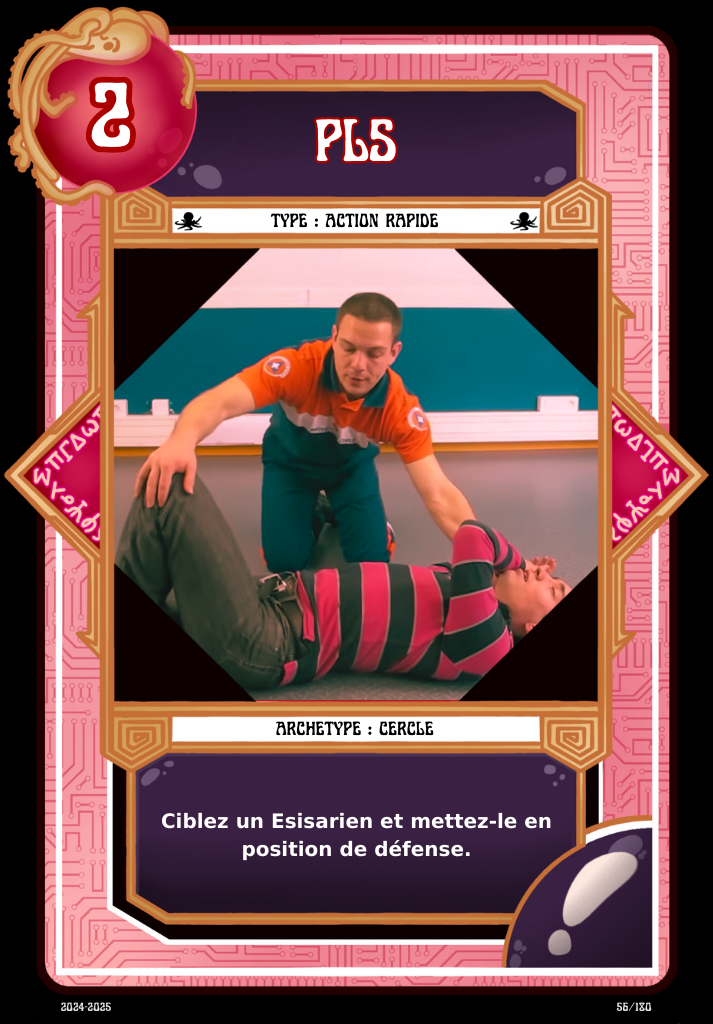 2
PLS
TYPE : ACTION RAPIDE
ARCHETYPE : CERCLE
Ciblez un Esisarien et mettez-le en
position de défense.
2024-2025
56/180